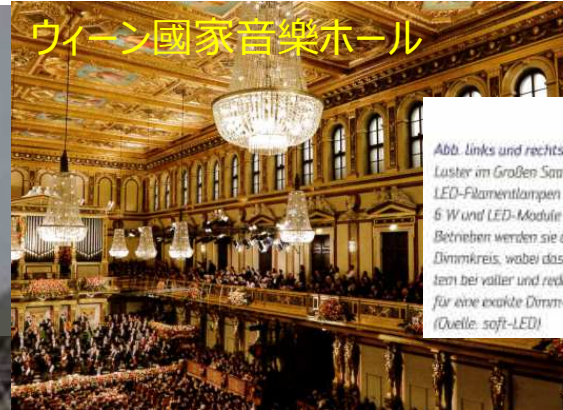 ウィーン國家音樂ホール
Abb. links und rechts
Luster im Großen Saa
LED-Filamentlampen
6 W und LED-Module
Betrieben werden sie a
Dimmkreis, wobei das
tem bei voller und red
für eine exakte Dimm
(Quelle: soft-LED)